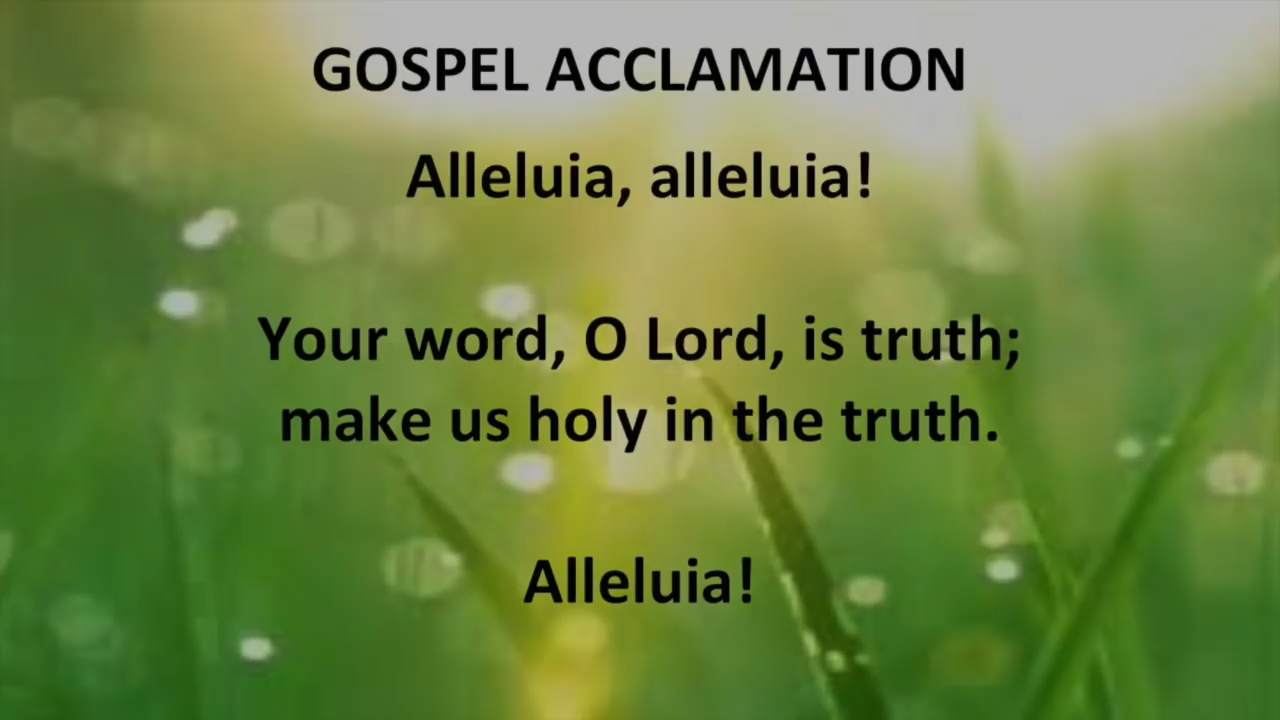 GOSPEL ACCLAMATION
Alleluia, alleluia!
Your word, O Lord, is truth;
make us holy in the truth.
Alleluia!